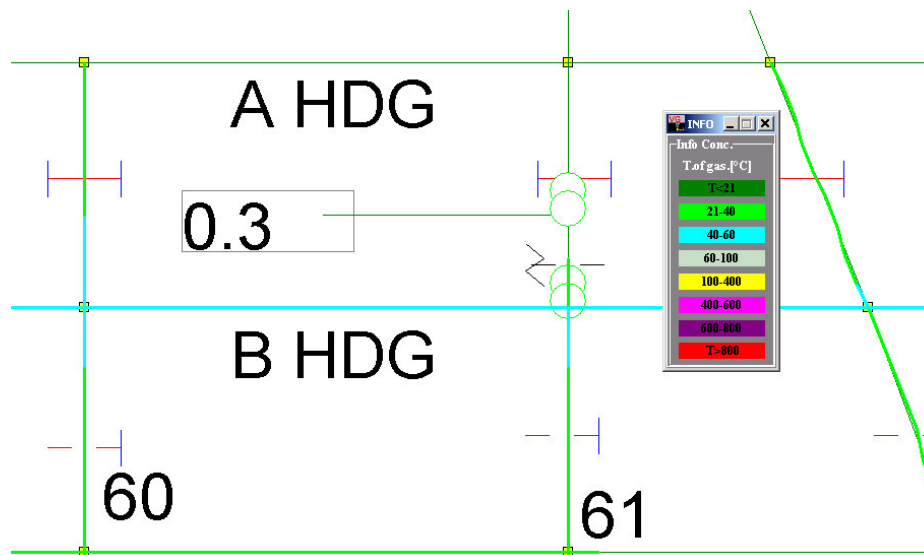 A HDG
INFO
Info Conc.
T.of gas.[°C]
T<21
21-40
40-60
60-100
100-400
400-600
600-800
T>800
0.3
B HDG
60
61